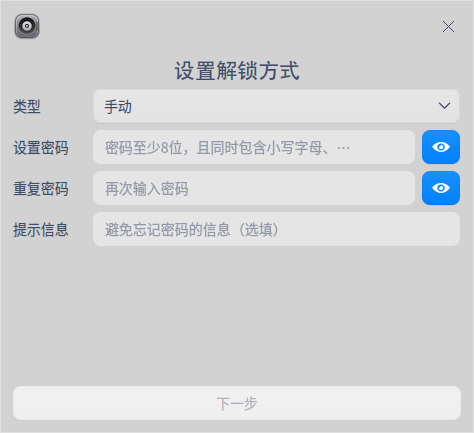 设置解锁方式
类型 手动
设置密码 密码至少8位，且同时包含小写字母、…
重复密码 再次输入密码
提示信息 避免忘记密码的信息（选填）
下一步